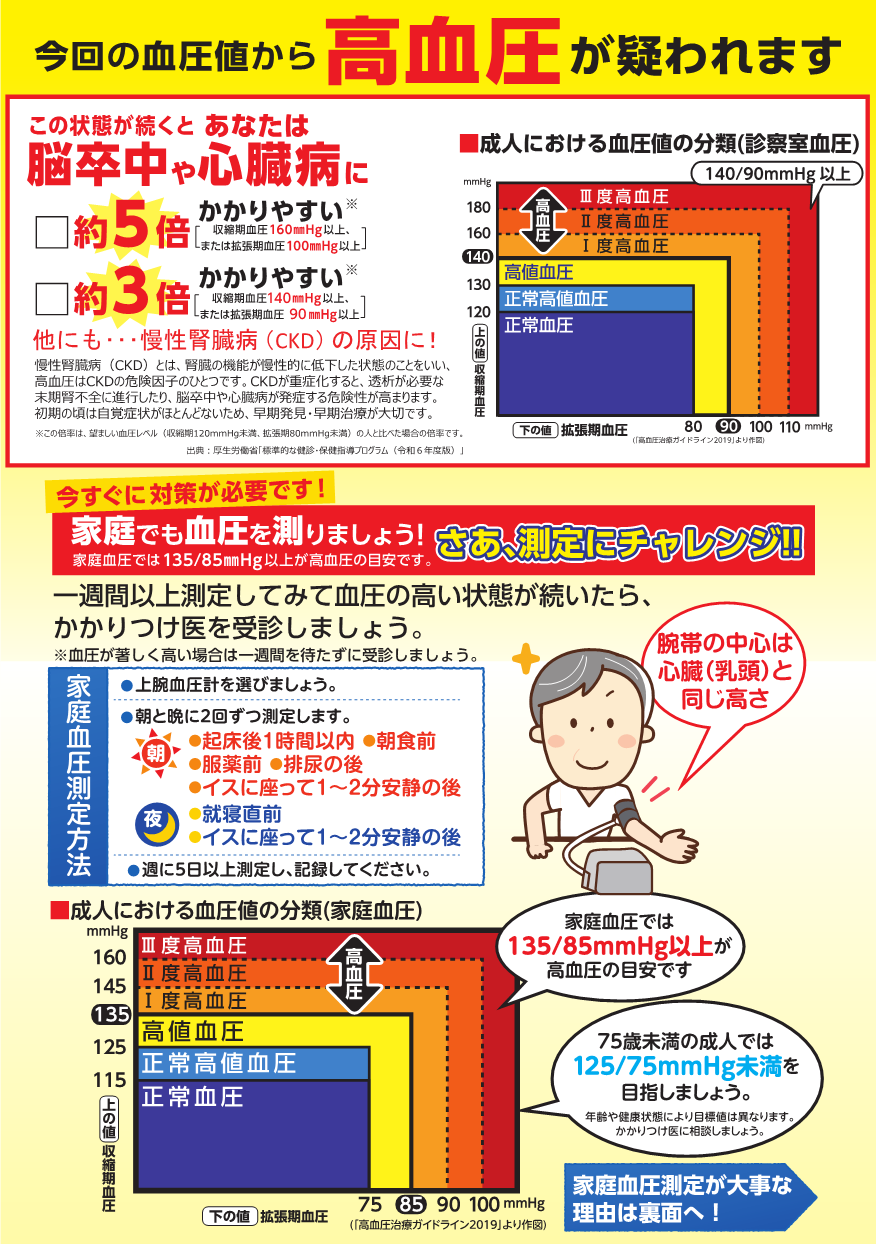 今回の血圧値から高血圧が疑われます
この状態が続くと あなたは
脳卒中や心臓病に
約5倍 かかりやすい※
収縮期血圧160mmHg以上、
または拡張期血圧100mmHg以上
約3倍 かかりやすい※
収縮期血圧140mmHg以上、
または拡張期血圧 90mmHg以上
他にも・・・慢性腎臓病（CKD）の原因に！
慢性腎臓病（CKD）とは、腎臓の機能が慢性的に低下した状態のことをいい、
高血圧はCKDの危険因子のひとつです。CKDが重症化すると、透析が必要な
末期腎不全に進行したり、脳卒中や心臓病が発症する危険性が高まります。
初期の頃は自覚症状がほとんどないため、早期発見・早期治療が大切です。
※この倍率は、望ましい血圧レベル（収縮期120mmHg未満、拡張期80mmHg未満）の人と比べた場合の倍率です。
出典：厚生労働省「標準的な健診・保健指導プログラム（令和6年度版）」
■成人における血圧値の分類(診察室血圧)
mmHg
140/90mmHg 以上
高血圧
Ⅲ度高血圧
180
Ⅱ度高血圧
160
Ⅰ度高血圧
140
高値血圧
130
正常高値血圧
120
正常血圧
上の値 収縮期血圧
80 90 100 110 mmHg
下の値 拡張期血圧
(「高血圧治療ガイドライン2019」より作図)
今すぐに対策が必要です！
家庭でも血圧を測りましょう!
家庭血圧では135/85mmHg以上が高血圧の目安です。
さあ、測定にチャレンジ!!
一週間以上測定してみて血圧の高い状態が続いたら、
かかりつけ医を受診しましょう。
※血圧が著しく高い場合は一週間を待たずに受診しましょう。
家庭血圧測定方法
●上腕血圧計を選びましょう。
●朝と晩に2回ずつ測定します。
朝
●起床後1時間以内 ●朝食前
●服薬前 ●排尿の後
●イスに座って1～2分安静の後
夜
●就寝直前
●イスに座って1～2分安静の後
●週に5日以上測定し、記録してください。
腕帯の中心は
心臓（乳頭）と
同じ高さ
■成人における血圧値の分類(家庭血圧)
mmHg
高血圧
Ⅲ度高血圧
160
Ⅱ度高血圧
145
Ⅰ度高血圧
135
高値血圧
125
正常高値血圧
115
正常血圧
上の値 収縮期血圧
75 85 90 100 mmHg
下の値 拡張期血圧
(「高血圧治療ガイドライン2019」より作図)
家庭血圧では
135/85mmHg以上が
高血圧の目安です
75歳未満の成人では
125/75mmHg未満を
目指しましょう。
年齢や健康状態により目標値は異なります。
かかりつけ医に相談しましょう。
家庭血圧測定が大事な
理由は裏面へ！